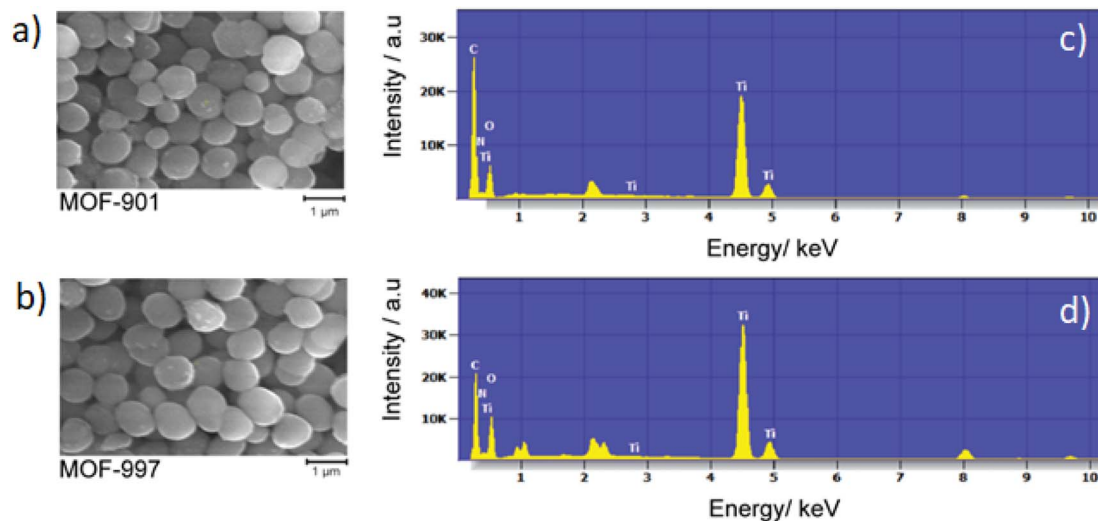 a)
MOF-901
1 µm
b)
MOF-997
1 µm
c)
Intensity / a.u
30K
20K
10K
C
N
O
Ti
Ti
Ti
Ti
1 2 3 4 5 6 7 8 9 10
Energy/ keV
d)
Intensity / a.u
40K
30K
20K
10K
C
N
O
Ti
Ti
Ti
Ti
1 2 3 4 5 6 7 8 9 10
Energy/ keV